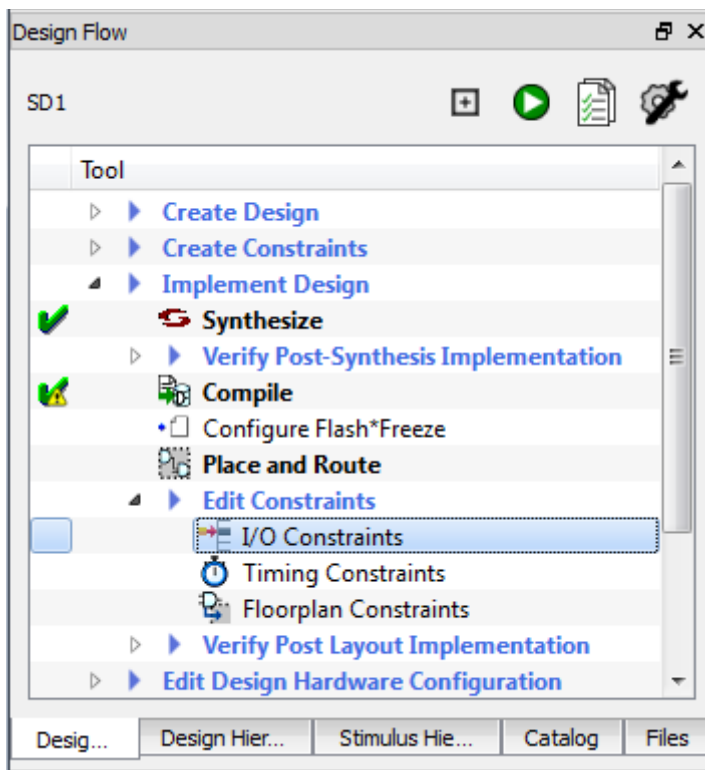 Design Flow
SD1
Tool
Create Design
Create Constraints
Implement Design
Synthesize
Verify Post-Synthesis Implementation
Compile
Configure Flash*Freeze
Place and Route
Edit Constraints
I/O Constraints
Timing Constraints
Floorplan Constraints
Verify Post Layout Implementation
Edit Design Hardware Configuration
Desig... Design Hier... Stimulus Hie... Catalog Files